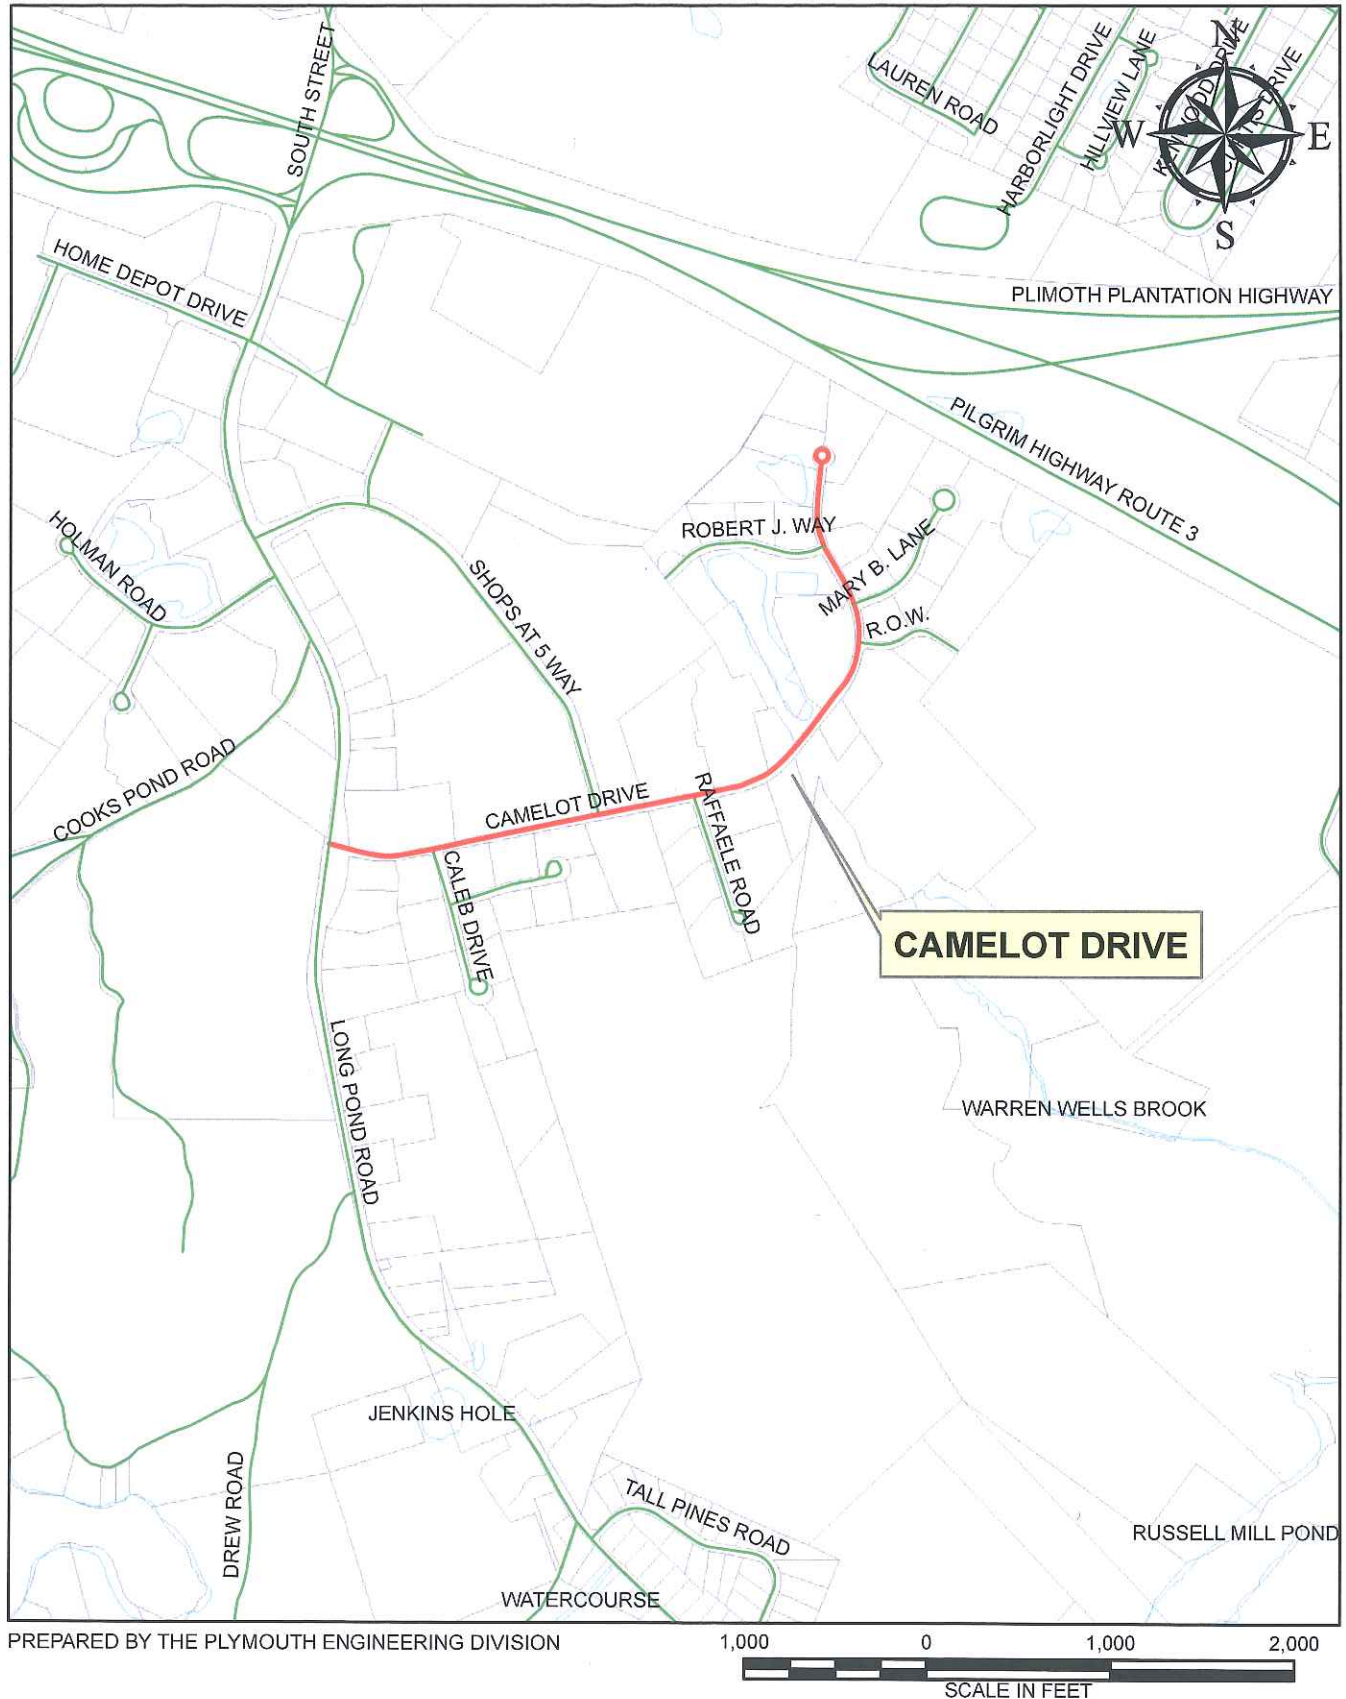 SOUTH STREET
LAUREN ROAD
HARBORLIGHT DRIVE
HILLVIEW LANE
DRIVE
DRIVE
N
W
E
S
HOME DEPOT DRIVE
PLIMOTH PLANTATION HIGHWAY
PILGRIM HIGHWAY ROUTE 3
HOLMAN ROAD
ROBERT J. WAY
MARY B. LANE
R.O.W.
SHOPS AT 5 WAY
COOKS POND ROAD
CAMELOT DRIVE
RAFFAELE ROAD
CALEB DRIVE
CAMELOT DRIVE
LONG POND ROAD
WARREN WELLS BROOK
JENKINS HOLE
DREW ROAD
TALL PINES ROAD
RUSSELL MILL POND
WATERCOURSE
PREPARED BY THE PLYMOUTH ENGINEERING DIVISION
1,000 0 1,000 2,000
SCALE IN FEET